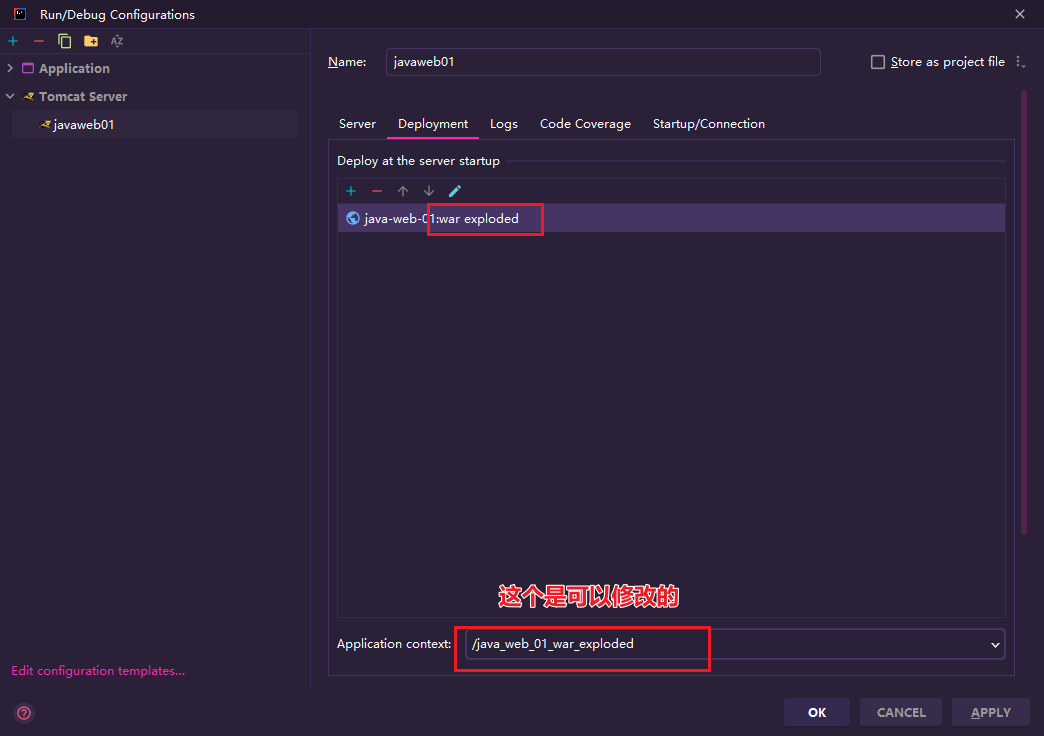 Run/Debug Configurations
Name:
javaweb01
Store as project file
Application
Tomcat Server
javaweb01
Server
Deployment
Logs
Code Coverage
Startup/Connection
Deploy at the server startup
java-web-01:war exploded
这个是可以修改的
Application context:
/java_web_01_war_exploded
Edit configuration templates...
OK
CANCEL
APPLY